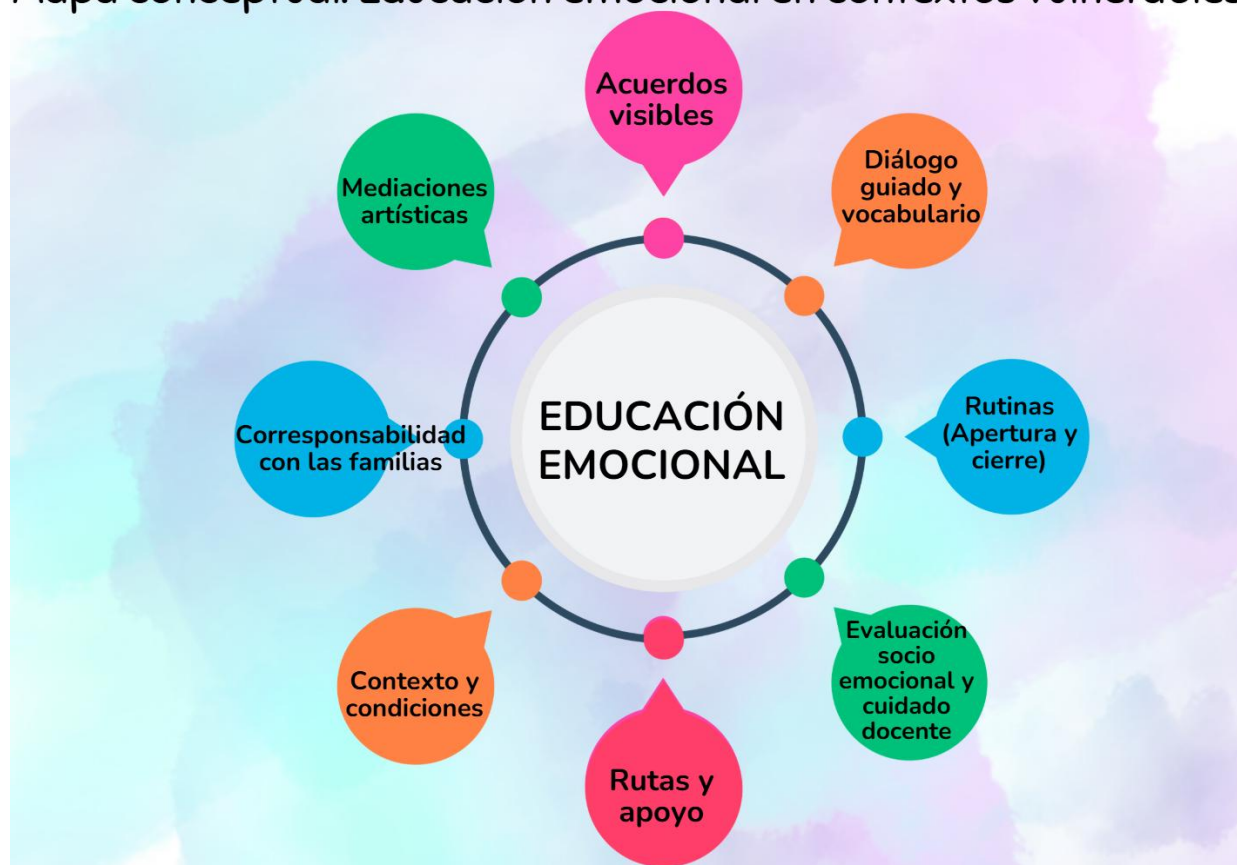 Mapa conceptual: Educación emocional en contextos vulnerables
Acuerdos
visibles
Diálogo
guiado y
vocabulario
Rutinas
(Apertura y
cierre)
Evaluación
socio
emocional y
cuidado
docente
Rutas y
apoyo
Contexto y
condiciones
Corresponsabilidad
con las familias
Mediaciones
artísticas
EDUCACIÓN
EMOCIONAL